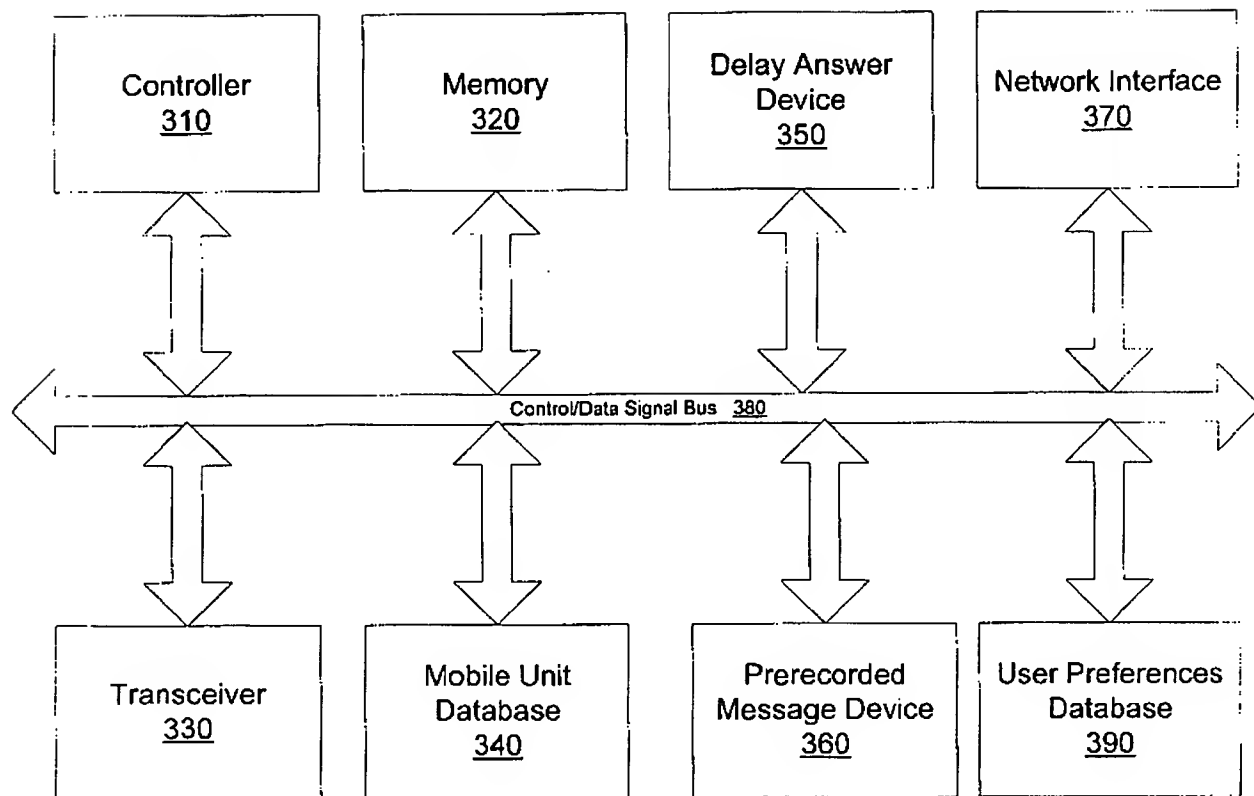 Controller
310
Memory
320
Delay Answer
Device
350
Network Interface
370
Control/Data Signal Bus 380
Transceiver
330
Mobile Unit
Database
340
Prerecorded
Message Device
360
User Preferences
Database
390